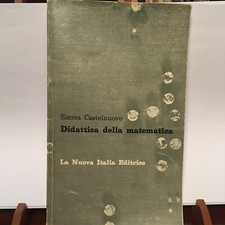 Emma Castelnuovo
Didattica della matematica
La Nuova Italia Editrice